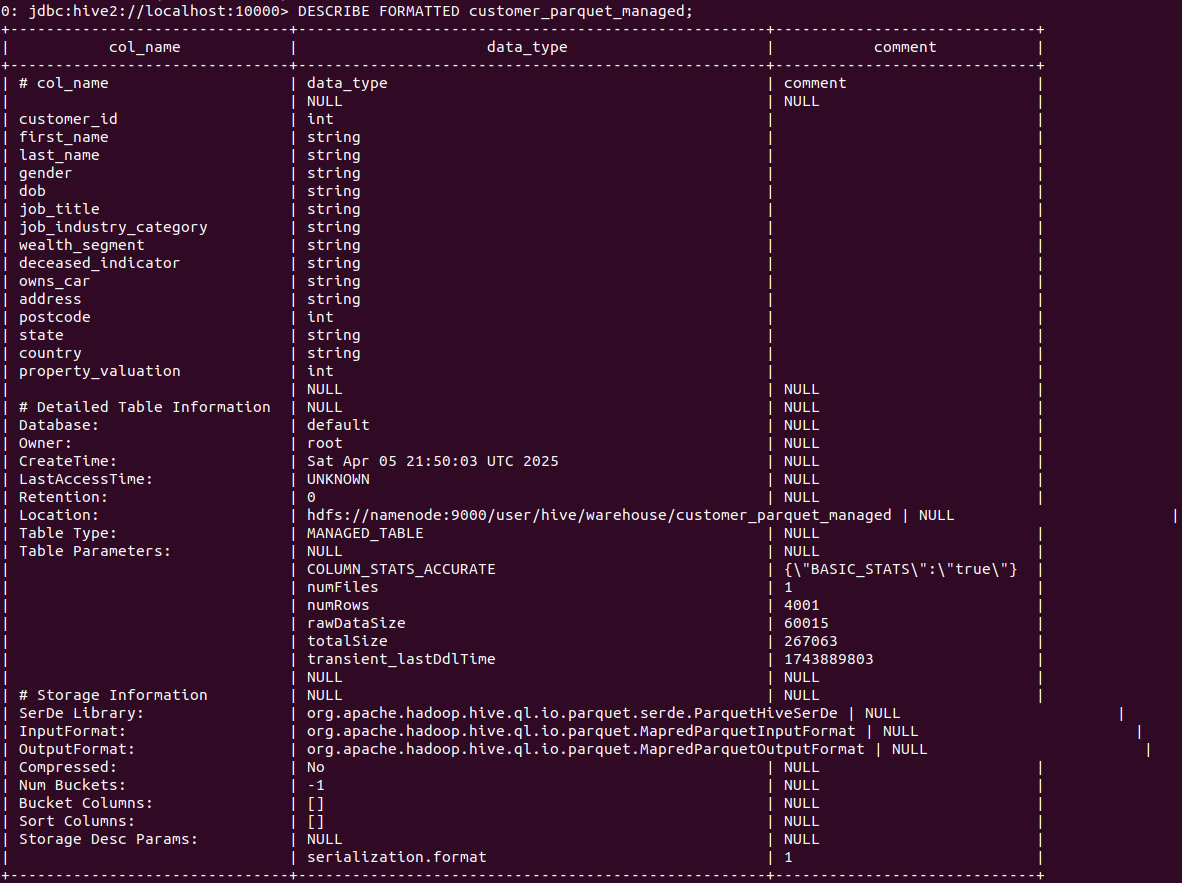 0: jdbc:hive2://localhost:10000> DESCRIBE FORMATTED customer_parquet_managed;
+-------------------------------+----------------------------------------------------+-----------------------------+
|           col_name            |                     data_type                      |           comment           |
+-------------------------------+----------------------------------------------------+-----------------------------+
| # col_name                    | data_type                                          | comment                     |
|                               | NULL                                               | NULL                        |
| customer_id                   | int                                                |                             |
| first_name                    | string                                             |                             |
| last_name                     | string                                             |                             |
| gender                        | string                                             |                             |
| dob                           | string                                             |                             |
| job_title                     | string                                             |                             |
| job_industry_category         | string                                             |                             |
| wealth_segment                | string                                             |                             |
| deceased_indicator            | string                                             |                             |
| owns_car                      | string                                             |                             |
| address                       | string                                             |                             |
| postcode                      | int                                                |                             |
| state                         | string                                             |                             |
| country                       | string                                             |                             |
| property_valuation            | int                                                |                             |
|                               | NULL                                               | NULL                        |
| # Detailed Table Information  | NULL                                               | NULL                        |
| Database:                     | default                                            | NULL                        |
| Owner:                        | root                                               | NULL                        |
| CreateTime:                   | Sat Apr 05 21:50:03 UTC 2025                       | NULL                        |
| LastAccessTime:               | UNKNOWN                                            | NULL                        |
| Retention:                    | 0                                                  | NULL                        |
| Location:                     | hdfs://namenode:9000/user/hive/warehouse/customer_parquet_managed | NULL                        |
| Table Type:                   | MANAGED_TABLE                                      | NULL                        |
| Table Parameters:             | NULL                                               | NULL                        |
|                               | COLUMN_STATS_ACCURATE                              | {\"BASIC_STATS\":\"true\"}  |
|                               | numFiles                                           | 1                           |
|                               | numRows                                            | 4001                        |
|                               | rawDataSize                                        | 60015                       |
|                               | totalSize                                          | 267063                      |
|                               | transient_lastDdlTime                              | 1743889803                  |
|                               | NULL                                               | NULL                        |
| # Storage Information         | NULL                                               | NULL                        |
| SerDe Library:                | org.apache.hadoop.hive.ql.io.parquet.serde.ParquetHiveSerDe | NULL                        |
| InputFormat:                  | org.apache.hadoop.hive.ql.io.parquet.MapredParquetInputFormat | NULL                        |
| OutputFormat:                 | org.apache.hadoop.hive.ql.io.parquet.MapredParquetOutputFormat | NULL                        |
| Compressed:                   | No                                                 | NULL                        |
| Num Buckets:                  | -1                                                 | NULL                        |
| Bucket Columns:               | []                                                 | NULL                        |
| Sort Columns:                 | []                                                 | NULL                        |
| Storage Desc Params:          | NULL                                               | NULL                        |
|                               | serialization.format                               | 1                           |
+-------------------------------+----------------------------------------------------+-----------------------------+